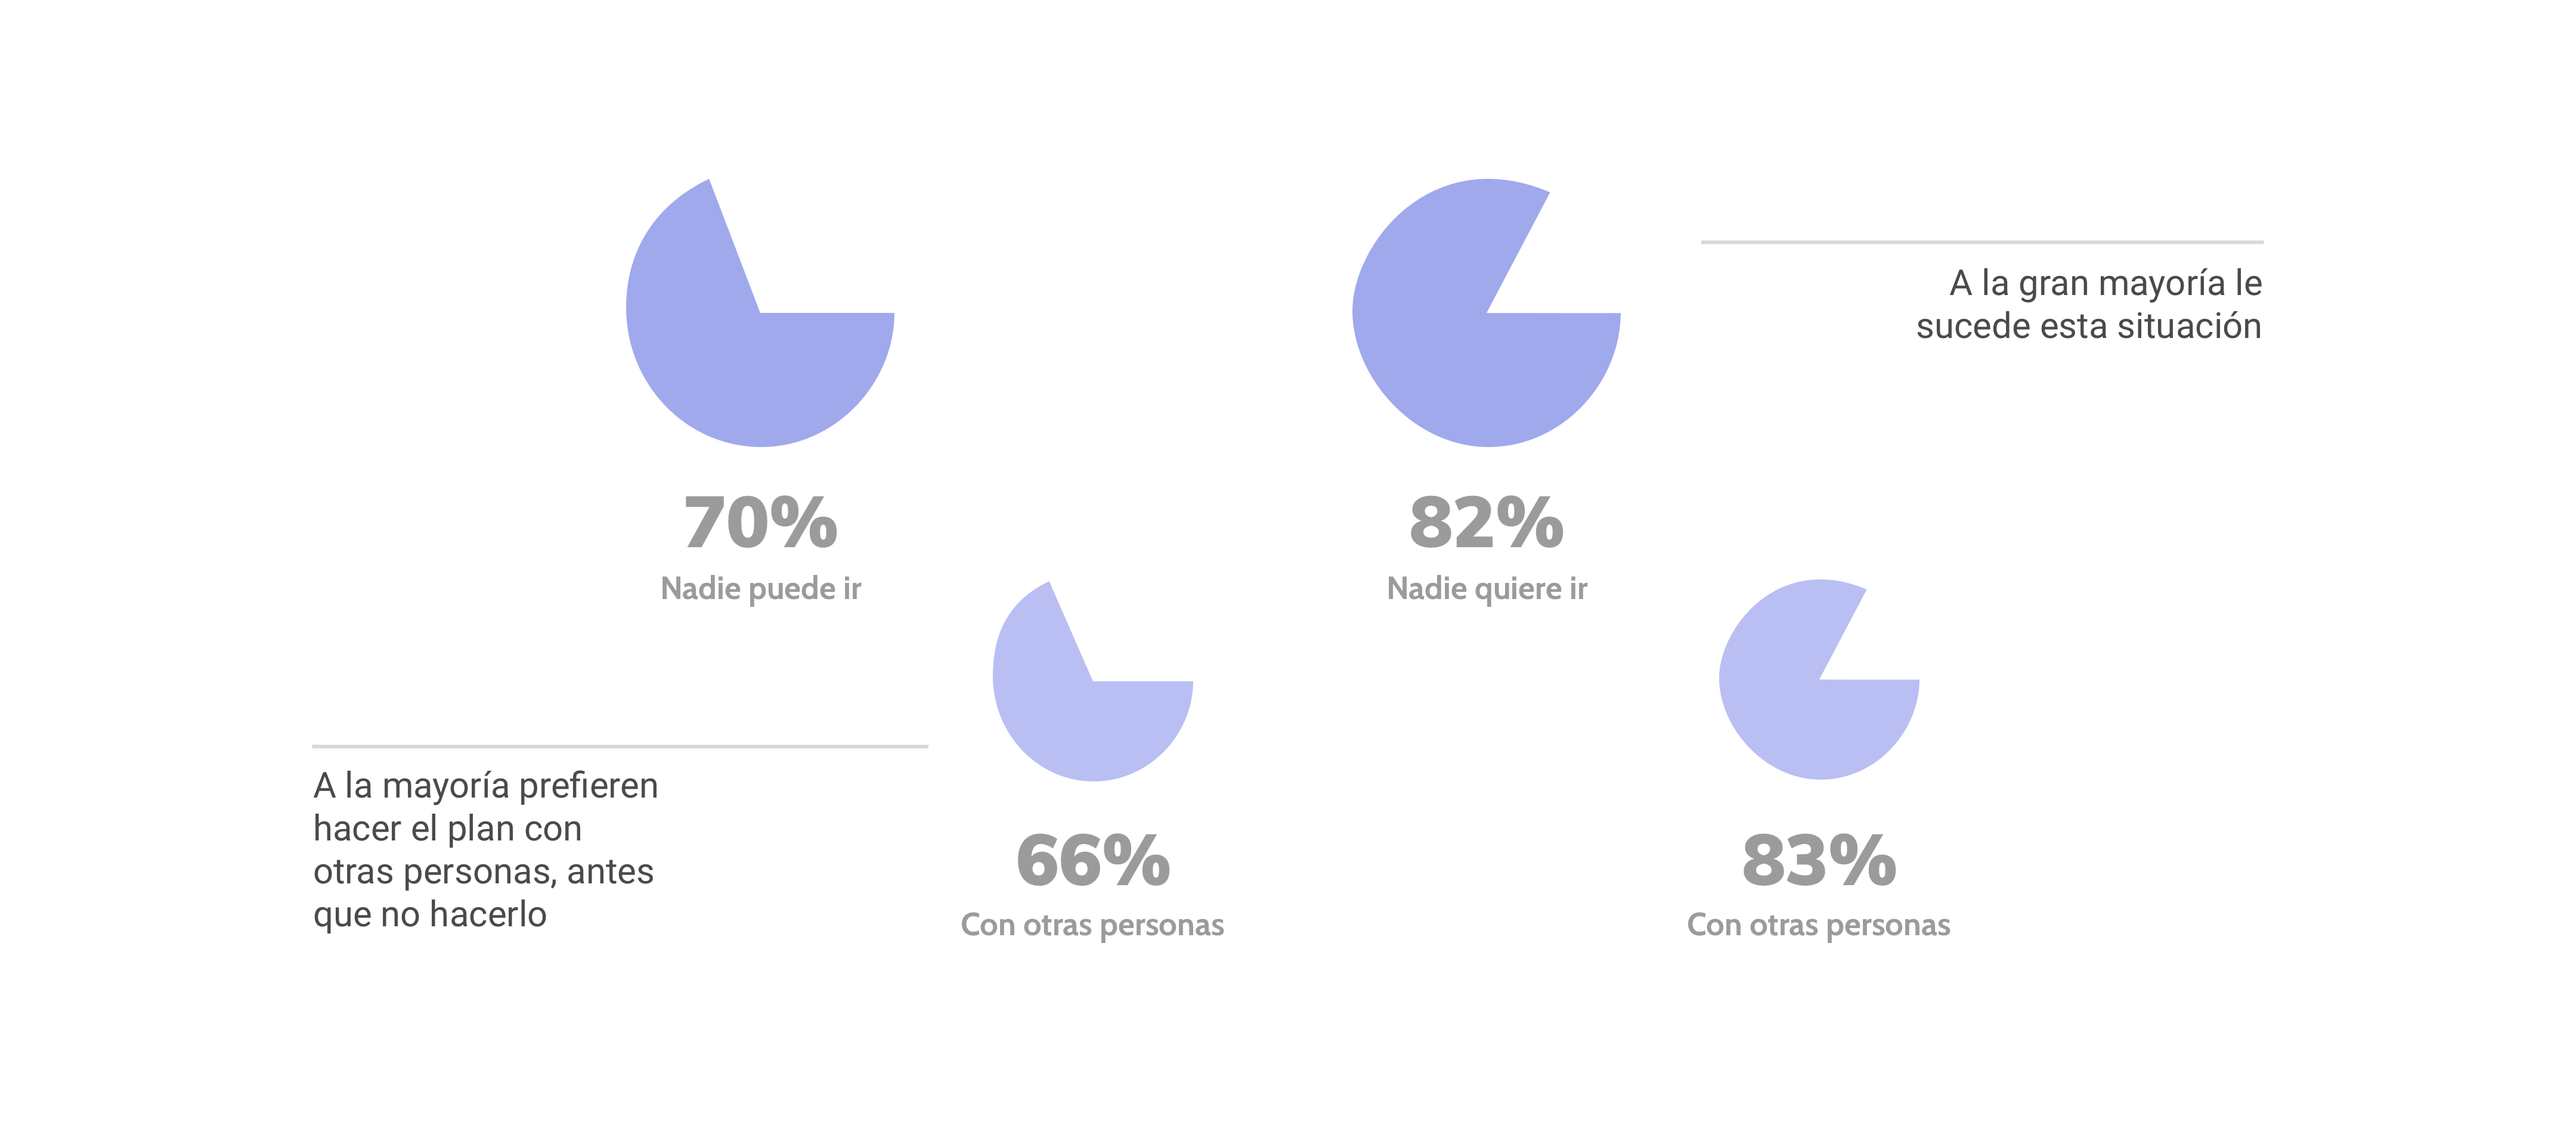 A la gran mayoría le
sucede esta situación
70%
Nadie puede ir
82%
Nadie quiere ir
A la mayoría prefieren
hacer el plan con
otras personas, antes
que no hacerlo
66%
Con otras personas
83%
Con otras personas